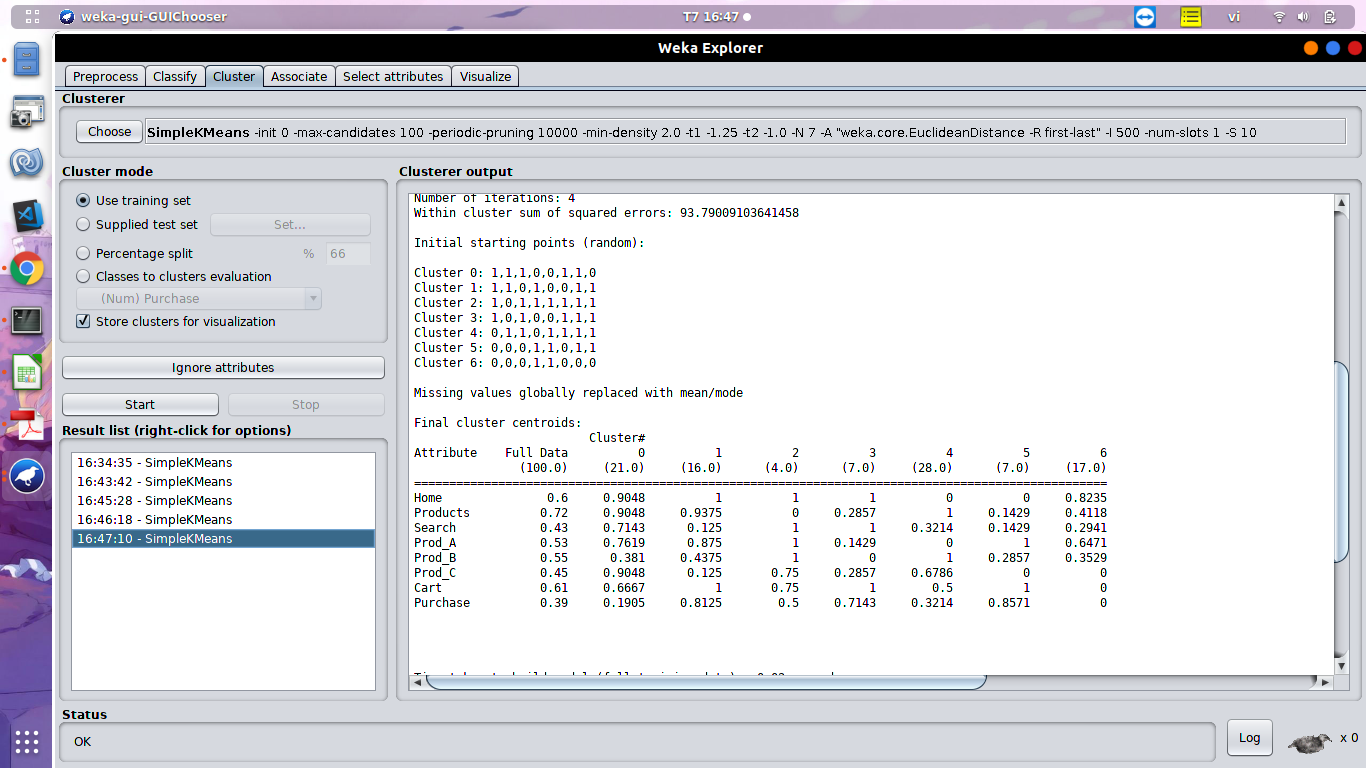 weka-gui-GUIChooser T7 16:47 vi
Weka Explorer
Preprocess Classify Cluster Associate Select attributes Visualize
Clusterer
Choose SimpleKMeans -init 0 -max-candidates 100 -periodic-pruning 10000 -min-density 2.0 -t1 -1.25 -t2 -1.0 -N 7 -A "weka.core.EuclideanDistance -R first-last" -I 500 -num-slots 1 -S 10
Cluster mode
Use training set
Supplied test set Set...
Percentage split % 66
Classes to clusters evaluation
(Num) Purchase
Store clusters for visualization
Ignore attributes
Start Stop
Result list (right-click for options)
16:34:35 - SimpleKMeans
16:43:42 - SimpleKMeans
16:45:28 - SimpleKMeans
16:46:18 - SimpleKMeans
16:47:10 - SimpleKMeans
Clusterer output
Number of iterations: 4
Within cluster sum of squared errors: 93.79009103641458
Initial starting points (random):
Cluster 0: 1,1,1,0,0,1,1,0
Cluster 1: 1,1,0,1,0,0,1,1
Cluster 2: 1,0,1,1,1,1,1,1
Cluster 3: 1,0,1,0,0,1,1,1
Cluster 4: 0,1,1,0,1,1,1,1
Cluster 5: 0,0,0,1,1,0,1,1
Cluster 6: 0,0,0,1,1,0,0,0
Missing values globally replaced with mean/mode
Final cluster centroids:
Cluster#
Attribute Full Data 0 1 2 3 4 5 6
(100.0) (21.0) (16.0) (4.0) (7.0) (28.0) (7.0) (17.0)
Home 0.6 0.9048 1 1 1 0 0 0.8235
Products 0.72 0.9048 0.9375 0 0.2857 1 0.1429 0.4118
Search 0.43 0.7143 0.125 1 1 0.3214 0.1429 0.2941
Prod_A 0.53 0.7619 0.875 1 0.1429 0 1 0.6471
Prod_B 0.55 0.381 0.4375 1 0 1 0.2857 0.3529
Prod_C 0.45 0.9048 0.125 0.75 0.2857 0.6786 0 0
Cart 0.61 0.6667 1 0.75 1 0.5 1 0
Purchase 0.39 0.1905 0.8125 0.5 0.7143 0.3214 0.8571 0
Status
OK
Log x 0